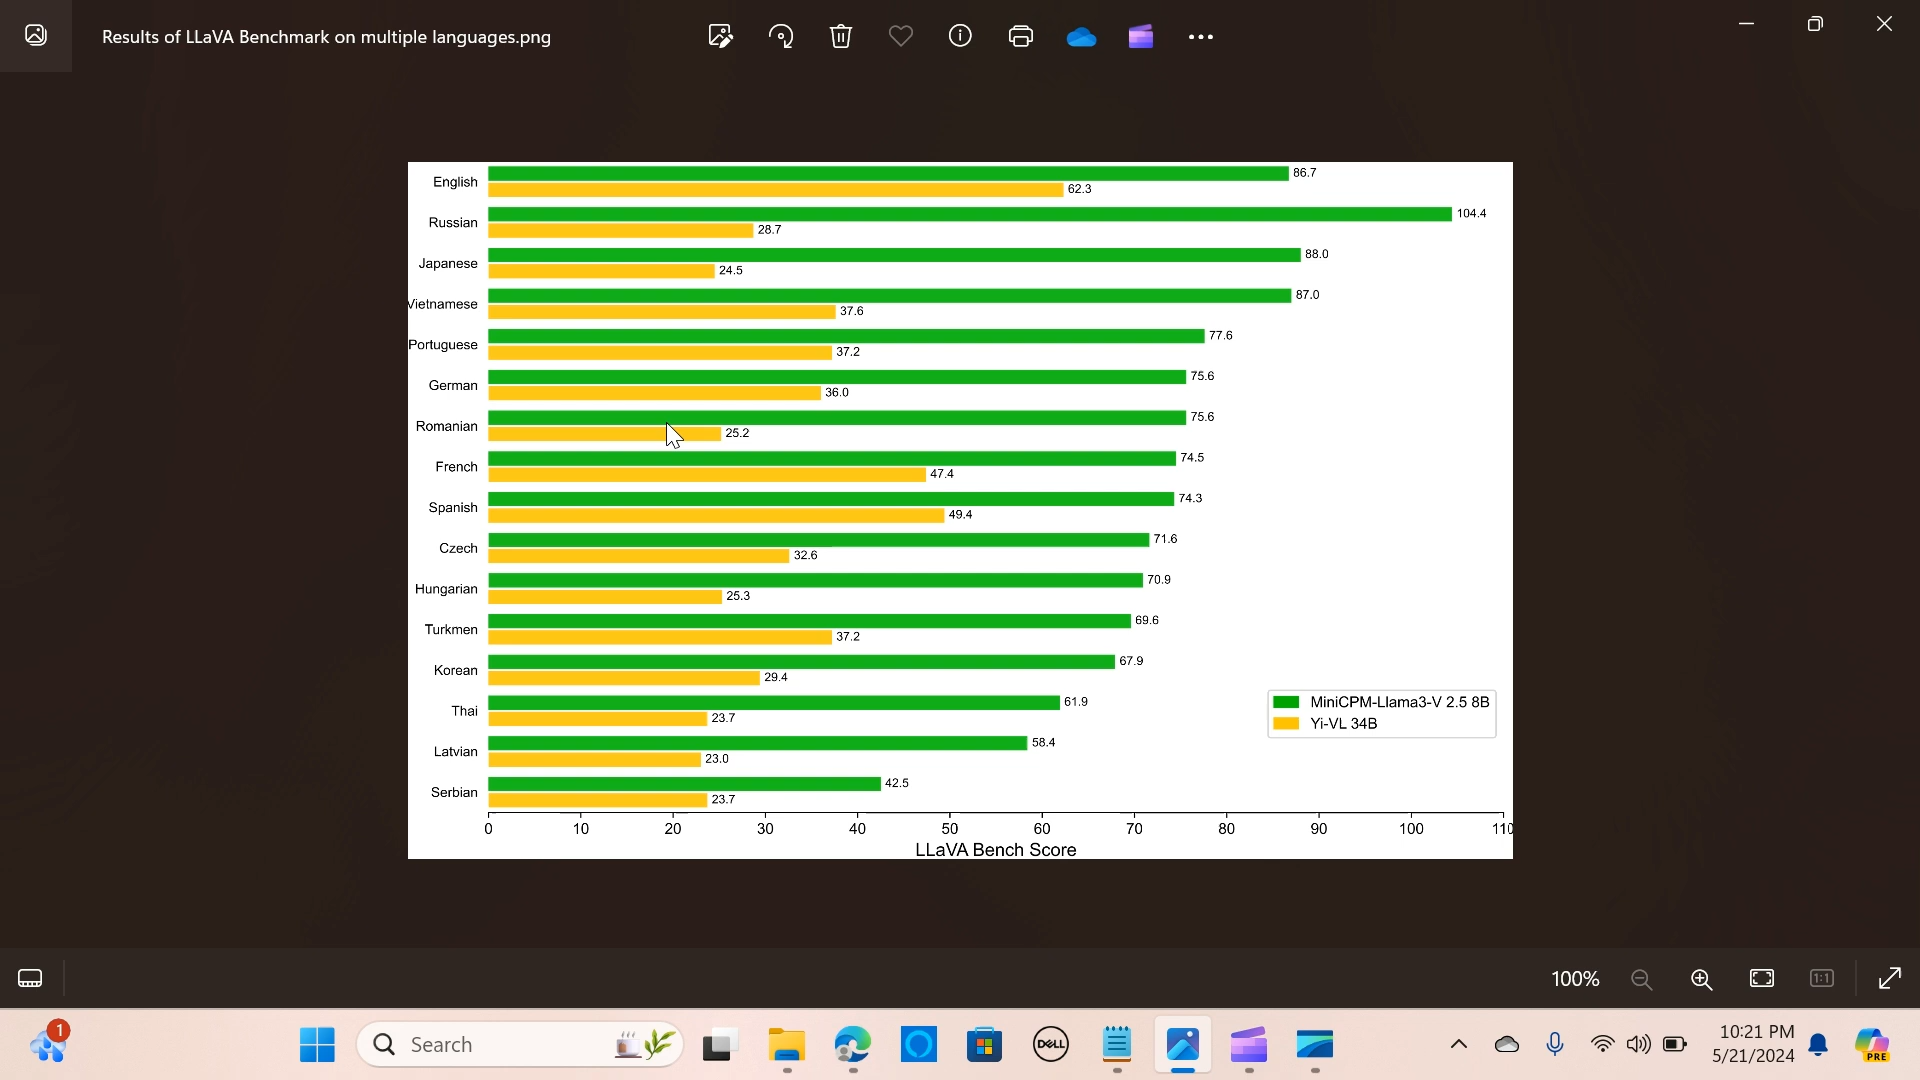 Results of LLaVA Benchmark on multiple languages.png
English 86.7
62.3
Russian 104.4
28.7
Japanese 88.0
24.5
Vietnamese 87.0
37.6
Portuguese 77.6
37.2
German 75.6
36.0
Romanian 75.6
25.2
French 74.5
47.4
Spanish 74.3
49.4
Czech 71.6
32.6
Hungarian 70.9
25.3
Turkmen 69.6
37.2
Korean 67.9
29.4
Thai 61.9
23.7
Latvian 58.4
23.0
Serbian 42.5
23.7
MiniCPM-Llama3-V 2.5 8B
Yi-VL 34B
0 10 20 30 40 50 60 70 80 90 100 110
LLaVA Bench Score
100%
1:1
1
Search
DELL
10:21 PM
5/21/2024
PRE